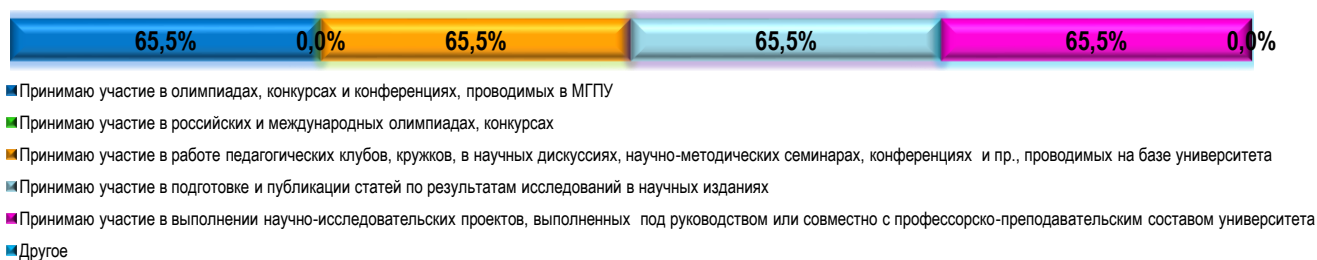 65,5% 0,0% 65,5% 65,5% 65,5% 0,0%
Принимаю участие в олимпиадах, конкурсах и конференциях, проводимых в МГПУ
Принимаю участие в российских и международных олимпиадах, конкурсах
Принимаю участие в работе педагогических клубов, кружков, в научных дискуссиях, научно-методических семинарах, конференциях и пр., проводимых на базе университета
Принимаю участие в подготовке и публикации статей по результатам исследований в научных изданиях
Принимаю участие в выполнении научно-исследовательских проектов, выполненных под руководством или совместно с профессорско-преподавательским составом университета
Другое